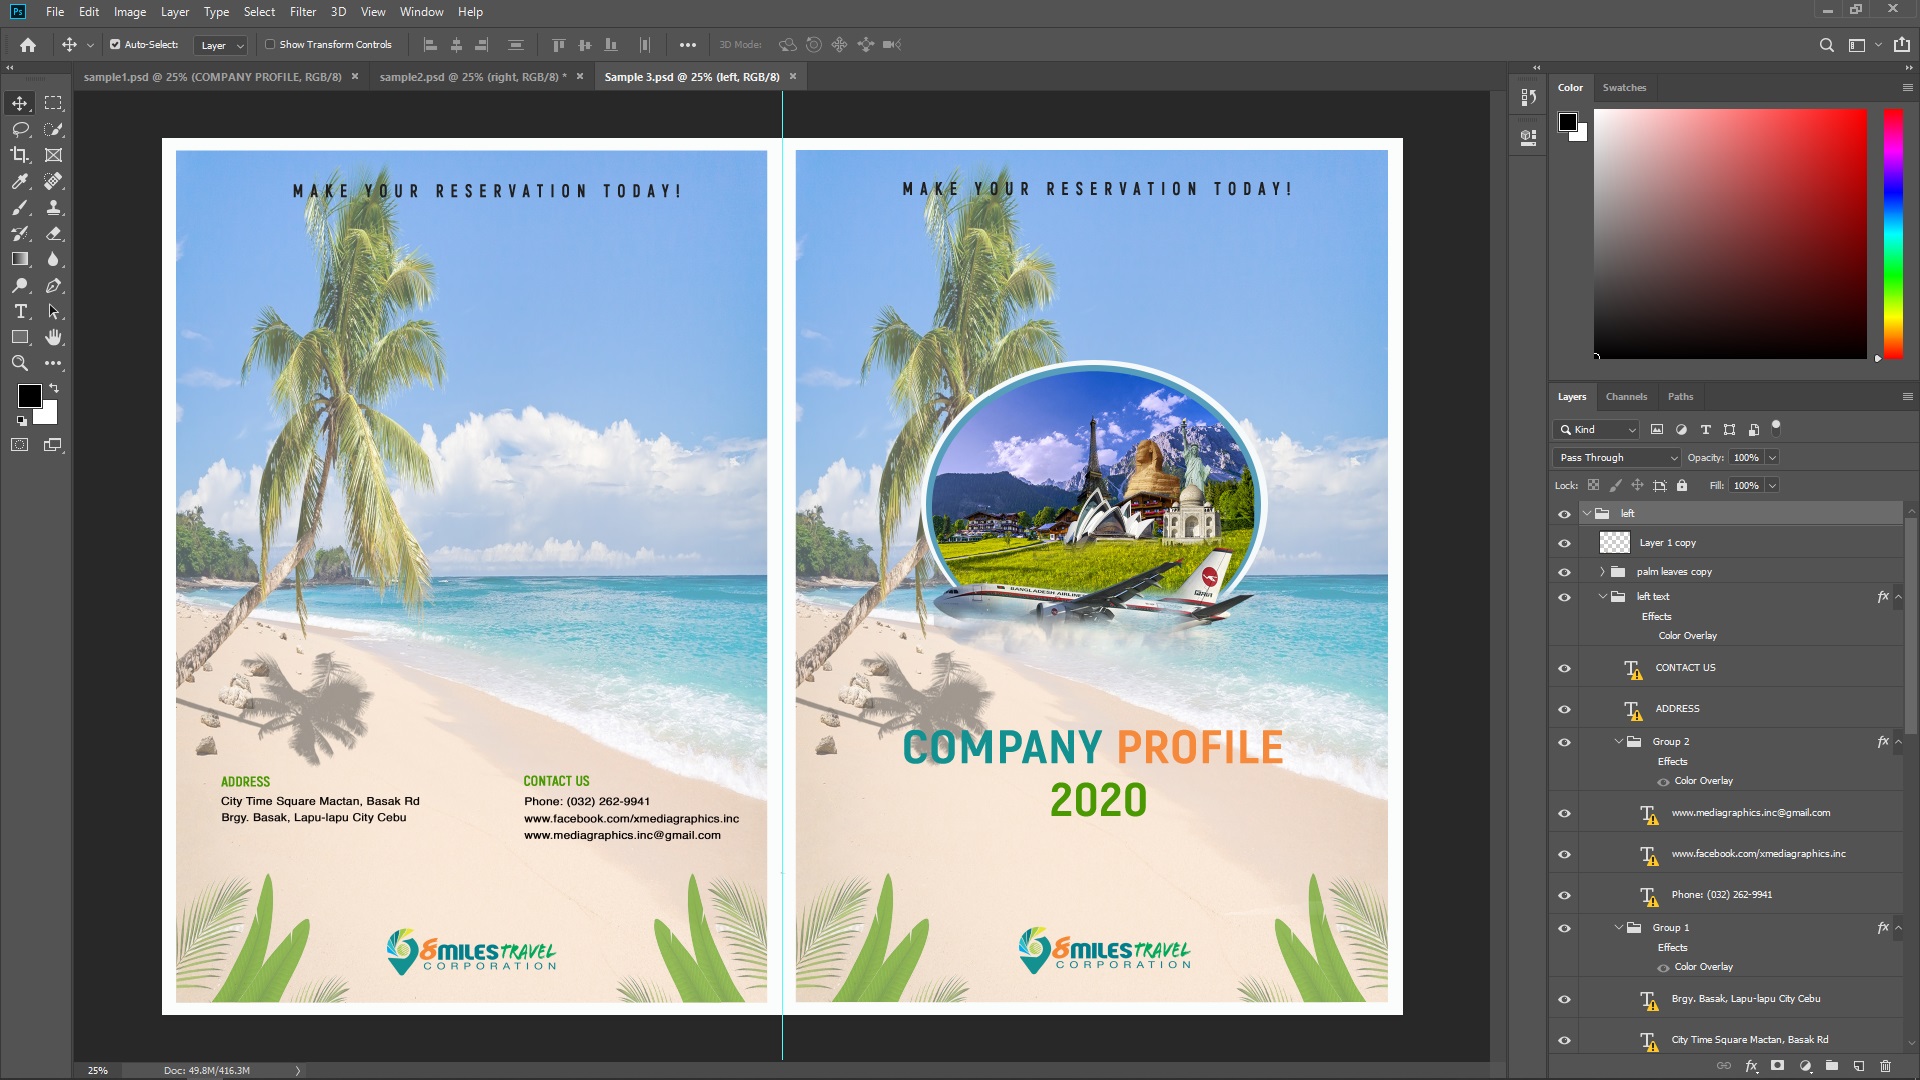 Ps File Edit Image Layer Type Select Filter 3D View Window Help
Auto-Select: Layer Show Transform Controls 3D Mode:
sample1.psd @ 25% (COMPANY PROFILE, RGB/8) sample2.psd @ 25% (right, RGB/8) * Sample 3.psd @ 25% (left, RGB/8)
MAKE YOUR RESERVATION TODAY!
ADDRESS
City Time Square Mactan, Basak Rd
Brgy. Basak, Lapu-lapu City Cebu
CONTACT US
Phone: (032) 262-9941
www.facebook.com/xmediagraphics.inc
www.mediagraphics.inc@gmail.com
8MILES TRAVEL
CORPORATION
MAKE YOUR RESERVATION TODAY!
BANGLADESH AIRLINE
COMPANY PROFILE
2020
8MILES TRAVEL
CORPORATION
Color Swatches
Layers Channels Paths
Kind
Pass Through Opacity: 100%
Lock: Fill: 100%
left
Layer 1 copy
palm leaves copy
left text fx
Effects
Color Overlay
CONTACT US
ADDRESS
Group 2 fx
Effects
Color Overlay
www.mediagraphics.inc@gmail.com
www.facebook.com/xmediagraphics.inc
Phone: (032) 262-9941
Group 1 fx
Effects
Color Overlay
Brgy. Basak, Lapu-lapu City Cebu
City Time Square Mactan, Basak Rd
fx
25% Doc: 49.8M/416.3M